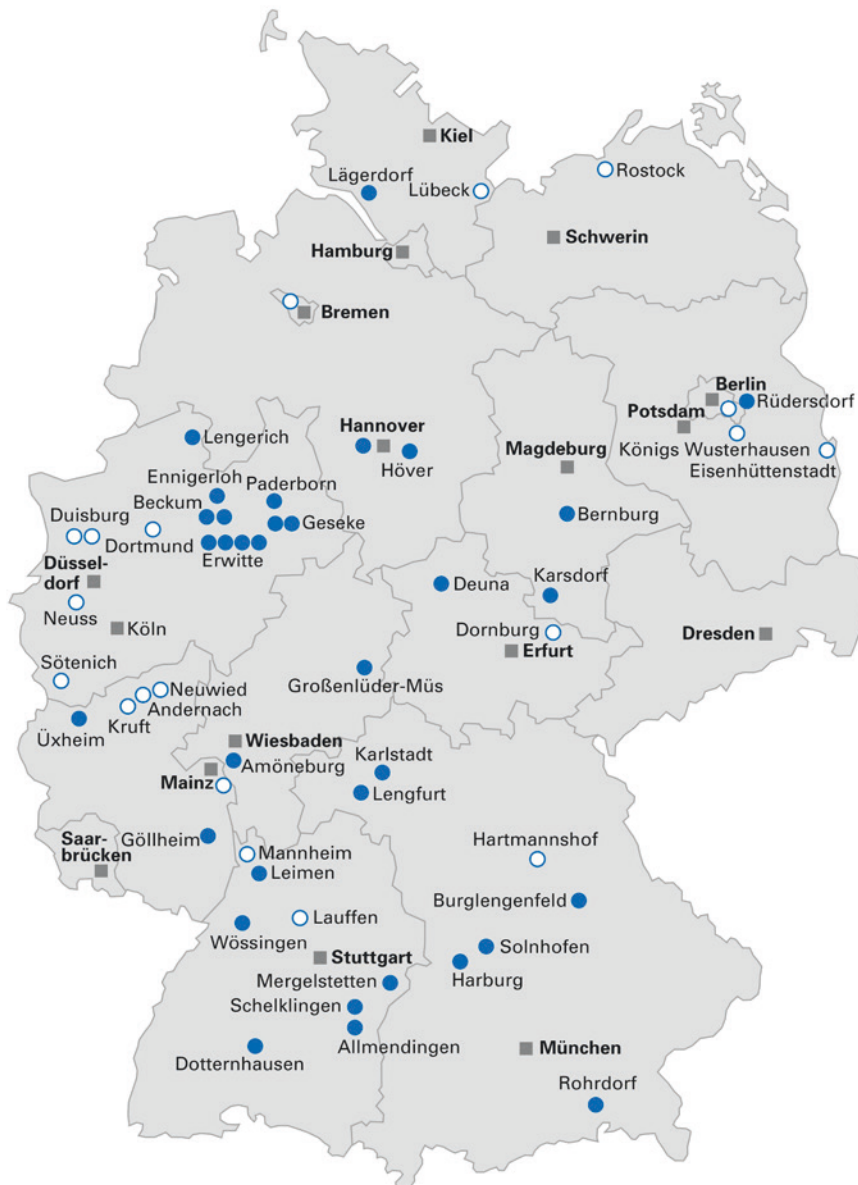 Kiel
Lägerdorf
Lübeck
Rostock
Hamburg
Schwerin
Bremen
Berlin
Potsdam
Rüdersdorf
Königs Wusterhausen
Eisenhüttenstadt
Hannover
Höver
Lengerich
Magdeburg
Ennigerloh
Paderborn
Beckum
Geseke
Duisburg
Dortmund
Erwitte
Bernburg
Düssel-
dorf
Neuss
Köln
Deuna
Karsdorf
Dornburg
Erfurt
Dresden
Sötenich
Neuwied
Andernach
Kruft
Üxheim
Großenlüder-Müs
Wiesbaden
Amöneburg
Mainz
Karlstadt
Lengfurt
Saar-
brücken
Göllheim
Mannheim
Leimen
Hartmannshof
Burglengenfeld
Lauffen
Wössingen
Solnhofen
Harburg
Stuttgart
Mergelstetten
Schelklingen
Allmendingen
Dotternhausen
München
Rohrdorf